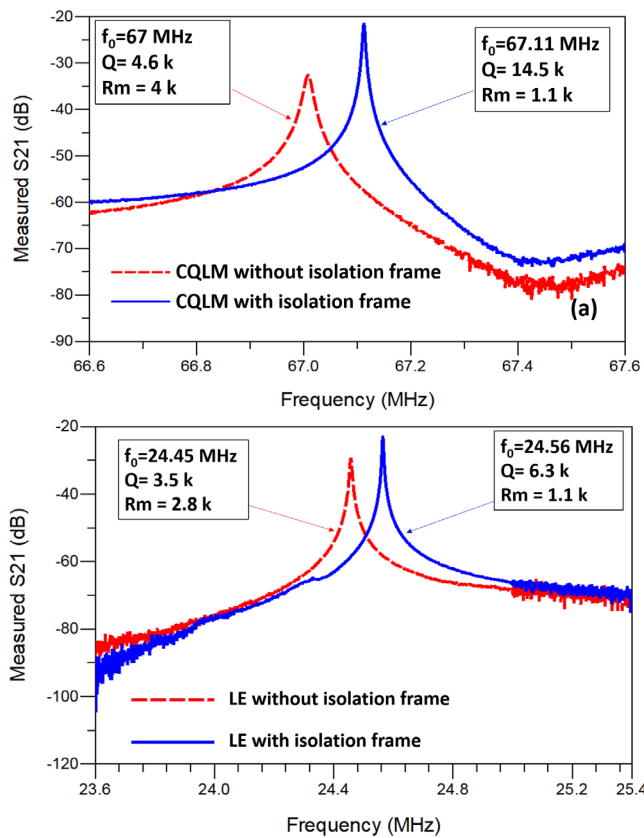 -20
-30
-40
-50
-60
-70
-80
-90
Measured S21 (dB)
f0=67 MHz
Q= 4.6 k
Rm = 4 k
f0=67.11 MHz
Q= 14.5 k
Rm = 1.1 k
CQLM without isolation frame
CQLM with isolation frame
(a)
66.6 66.8 67.0 67.2 67.4 67.6
Frequency (MHz)
-20
-40
-60
-80
-100
-120
Measured S21 (dB)
f0=24.45 MHz
Q= 3.5 k
Rm = 2.8 k
f0=24.56 MHz
Q= 6.3 k
Rm = 1.1 k
LE without isolation frame
LE with isolation frame
23.6 24.0 24.4 24.8 25.2 25.4
Frequency (MHz)